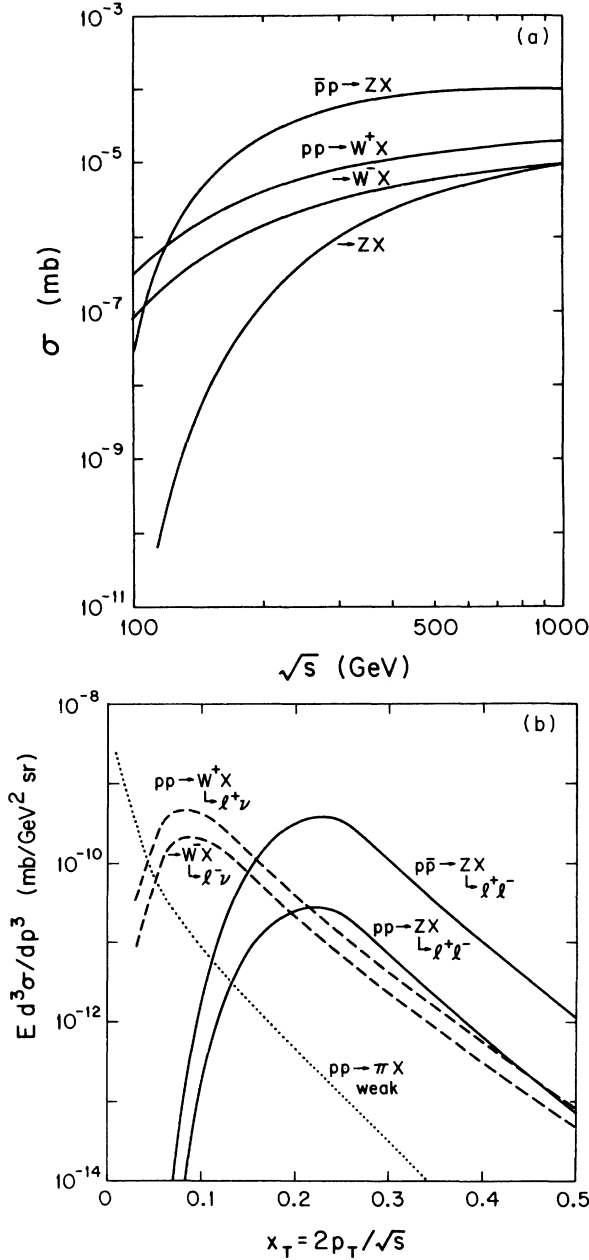 10⁻³
(a)
p̄p → ZX
pp → W⁺X
→ W⁻X
10⁻⁵
→ ZX
10⁻⁷
σ (mb)
10⁻⁹
10⁻¹¹
100
500
1000
√s (GeV)
10⁻⁸
(b)
pp → W⁺X
↳ ℓ⁺ν
→ W⁻X
↳ ℓ⁻ν
10⁻¹⁰
pp̄ → ZX
↳ ℓ⁺ℓ⁻
pp → ZX
↳ ℓ⁺ℓ⁻
E d³σ/dp³ (mb/GeV² sr)
10⁻¹²
pp → πX
weak
10⁻¹⁴
0
0.1
0.2
0.3
0.4
0.5
x_T = 2p_T/√s